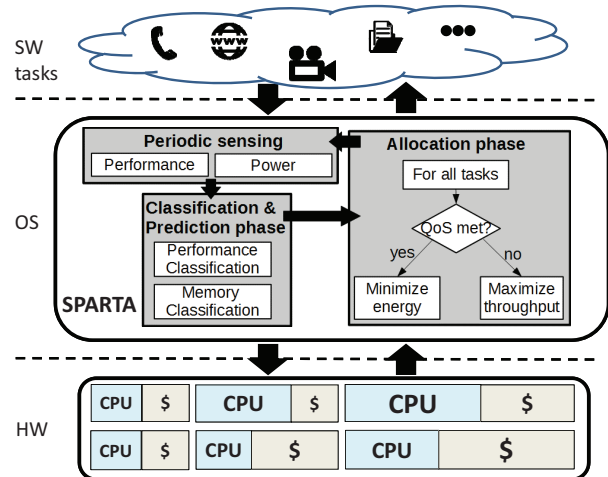 SW
tasks
WWW
OS
Periodic sensing
Performance
Power
Classification &
Prediction phase
Performance
Classification
Memory
Classification
SPARTA
Allocation phase
For all tasks
QoS met?
yes
no
Minimize
energy
Maximize
throughput
HW
CPU $ CPU $ CPU $
CPU $ CPU $ CPU $